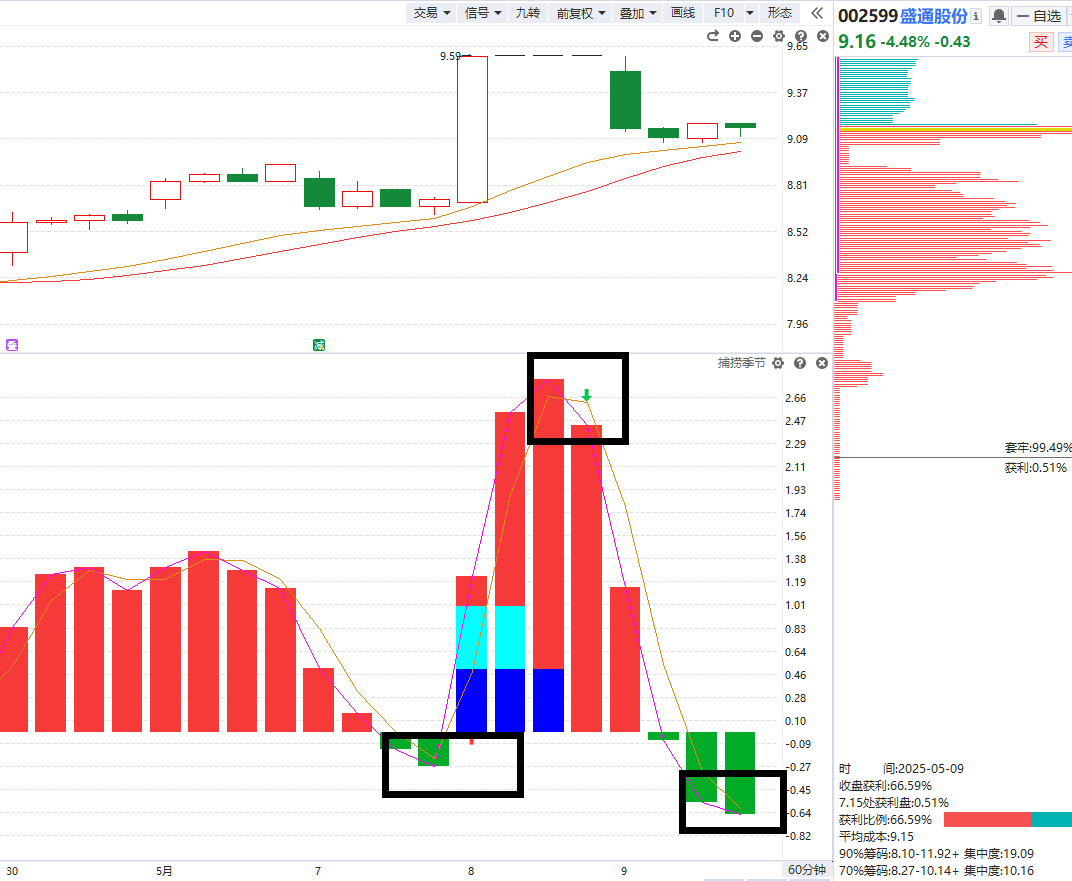 交易 信号 九转 前复权 叠加 画线 F10 形态
002599 盛通股份 自选
9.16 -4.48% -0.43
买 卖
9.65
9.59
9.37
9.09
8.81
8.52
8.24
7.96
减
捕捞季节
2.66
2.47
2.29
2.11
1.93
1.74
1.56
1.38
1.19
1.01
0.83
0.64
0.46
0.28
0.10
-0.09
-0.27
-0.45
-0.64
-0.82
套牢:99.49%
获利:0.51%
时 间:2025-05-09
收盘获利:66.59%
7.15处获利盘:0.51%
获利比例:66.59%
平均成本:9.15
90%筹码:8.10-11.92+ 集中度:19.09
70%筹码:8.27-10.14+ 集中度:10.16
30 5月 7 8 9 60分钟